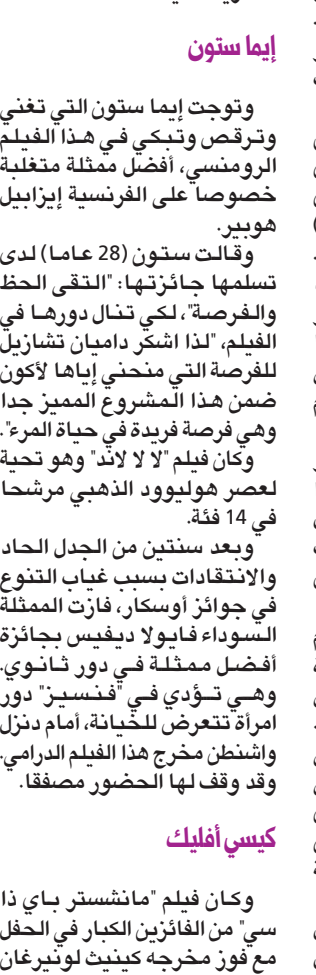 إيما ستون
وتوجت إيما ستون التي تغني
وترقص وتبكي في هذا الفيلم
الرومنسي، أفضل ممثلة متغلبة
خصوصا على الفرنسية إيزابيل
هوبير.
وقالت ستون (28 عاما) لدى
تسلمها جائزتها: "التقى الحظ
والفرصة"، لكي تنال دورها في
الفيلم، "لذا اشكر داميان تشازيل
للفرصة التي منحني إياها لأكون
ضمن هذا المشروع المميز جدا
وهي فرصة فريدة في حياة المرء".
وكان فيلم "لا لا لاند" وهو تحية
لعصر هوليوود الذهبي مرشحا
في 14 فئة.
وبعد سنتين من الجدل الحاد
والانتقادات بسبب غياب التنوع
في جوائز أوسكار، فازت الممثلة
السوداء فايولا ديفيس بجائزة
أفضل ممثلة في دور ثانوي.
وهي تؤدي في "فنسيز" دور
امرأة تتعرض للخيانة، أمام دنزل
واشنطن مخرج هذا الفيلم الدرامي.
وقد وقف لها الحضور مصفقا.
كيسي أفليك
وكان فيلم "مانشستر باي ذا
سي" من الفائزين الكبار في الحفل
مع فوز مخرجه كينيث لونيرغان